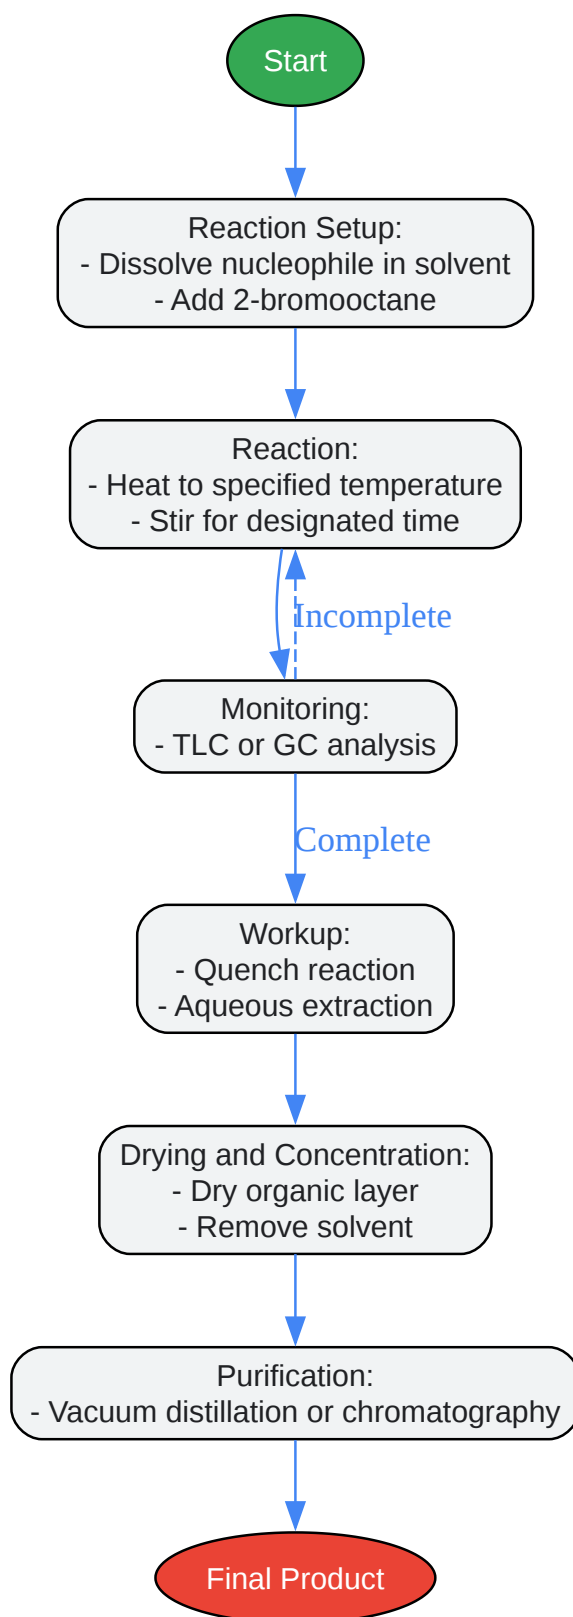 Start
Reaction Setup:
- Dissolve nucleophile in solvent
- Add 2-bromooctane
Reaction:
- Heat to specified temperature
- Stir for designated time
Incomplete
Monitoring:
- TLC or GC analysis
Complete
Workup:
- Quench reaction
- Aqueous extraction
Drying and Concentration:
- Dry organic layer
- Remove solvent
Purification:
- Vacuum distillation or chromatography
Final Product